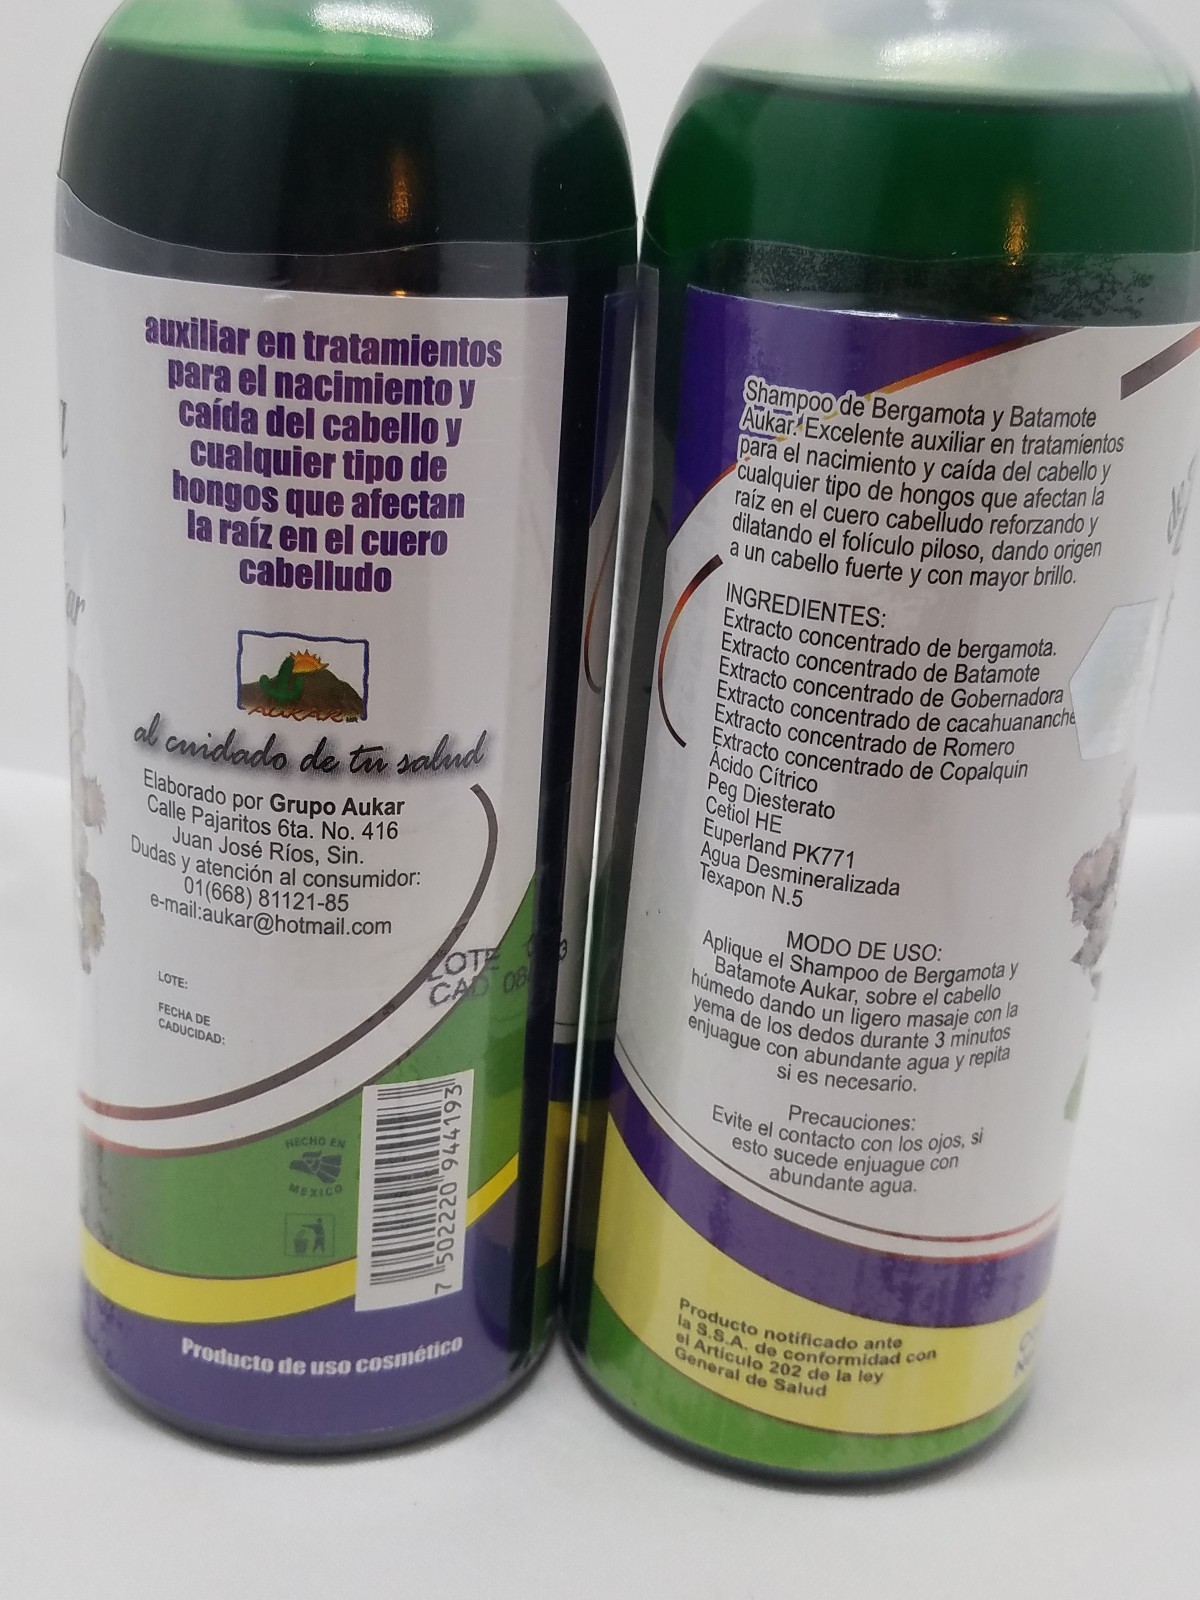 auxiliar en tratamientos
para el nacimiento y
caída del cabello y
cualquier tipo de
hongos que afectan
la raíz en el cuero
cabelludo
AUKAR
al cuidado de tu salud
Elaborado por Grupo Aukar
Calle Pajaritos 6ta. No. 416
Juan José Ríos, Sin.
Dudas y atención al consumidor:
01(668) 81121-85
e-mail:aukar@hotmail.com
LOTE:
FECHA DE
CADUCIDAD:
LOTE
CAD
HECHO EN
MEXICO
7 502220 944193
Producto de uso cosmético
Shampoo de Bergamota y Batamote
Aukar. Excelente auxiliar en tratamientos
para el nacimiento y caída del cabello y
cualquier tipo de hongos que afectan la
raíz en el cuero cabelludo reforzando y
dilatando el folículo piloso, dando origen
a un cabello fuerte y con mayor brillo.
INGREDIENTES:
Extracto concentrado de bergamota.
Extracto concentrado de Batamote
Extracto concentrado de Gobernadora
Extracto concentrado de cacahuananche
Extracto concentrado de Romero
Extracto concentrado de Copalquin
Ácido Cítrico
Peg Diesterato
Cetiol HE
Euperland PK771
Agua Desmineralizada
Texapon N.5
MODO DE USO:
Aplique el Shampoo de Bergamota y
Batamote Aukar, sobre el cabello
húmedo dando un ligero masaje con la
yema de los dedos durante 3 minutos
enjuague con abundante agua y repita
si es necesario.
Precauciones:
Evite el contacto con los ojos, si
esto sucede enjuague con
abundante agua.
Producto notificado ante
la S.S.A. de conformidad con
el Artículo 202 de la ley
General de Salud